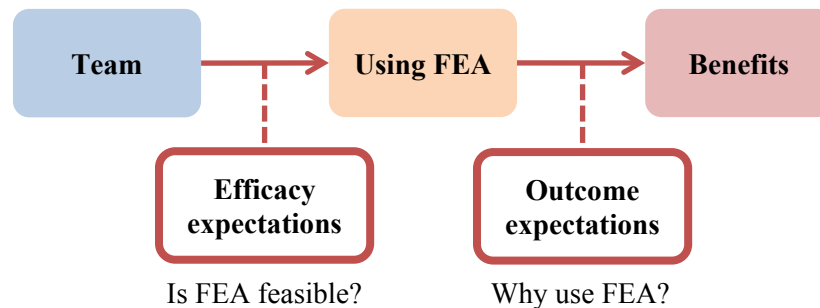 Team
Using FEA
Benefits
Efficacy
expectations
Outcome
expectations
Is FEA feasible?
Why use FEA?